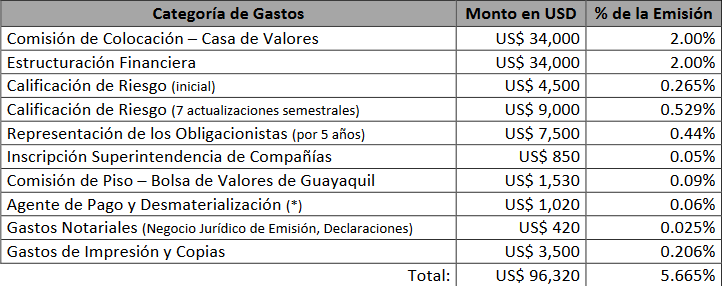 Categoría de Gastos Monto en USD % de la Emisión
Comisión de Colocación – Casa de Valores US$ 34,000 2.00%
Estructuración Financiera US$ 34,000 2.00%
Calificación de Riesgo (inicial) US$ 4,500 0.265%
Calificación de Riesgo (7 actualizaciones semestrales) US$ 9,000 0.529%
Representación de los Obligacionistas (por 5 años) US$ 7,500 0.44%
Inscripción Superintendencia de Compañías US$ 850 0.05%
Comisión de Piso – Bolsa de Valores de Guayaquil US$ 1,530 0.09%
Agente de Pago y Desmaterialización (*) US$ 1,020 0.06%
Gastos Notariales (Negocio Jurídico de Emisión, Declaraciones) US$ 420 0.025%
Gastos de Impresión y Copias US$ 3,500 0.206%
Total: US$ 96,320 5.665%